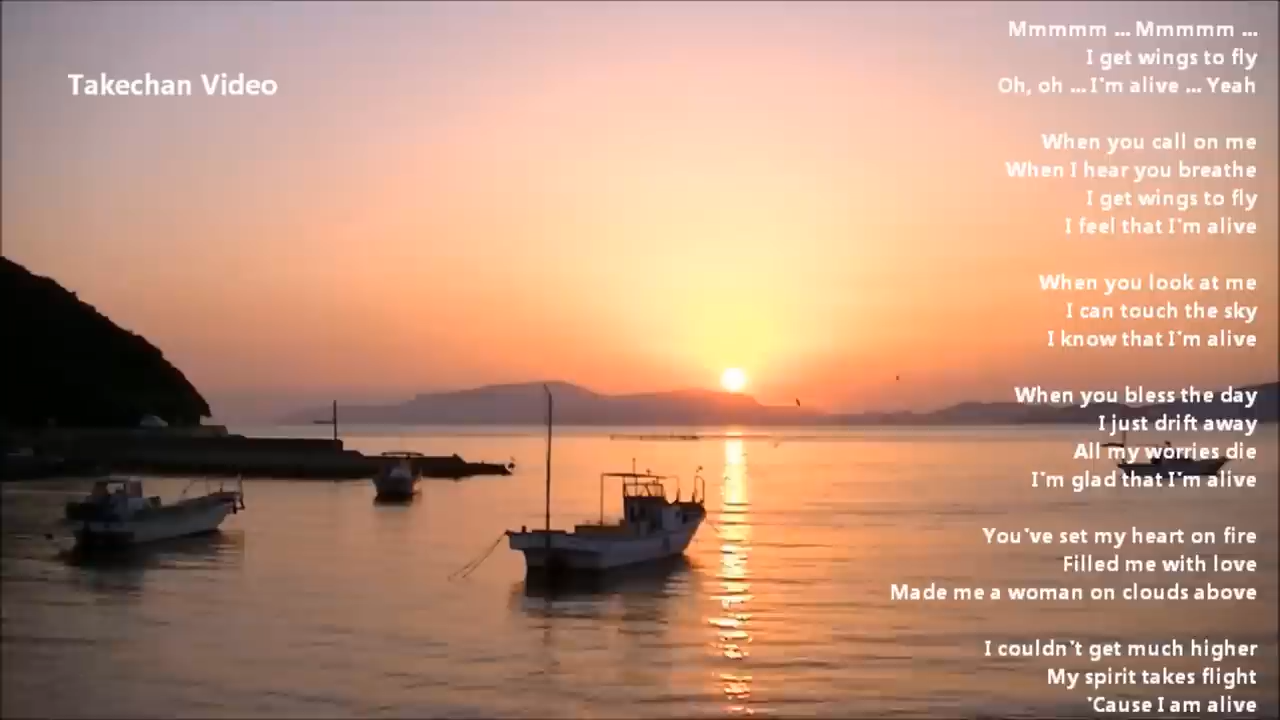 Takechan Video
Mmmmm ... Mmmmm ...
I get wings to fly
Oh, oh ... I'm alive ... Yeah
When you call on me
When I hear you breathe
I get wings to fly
I feel that I'm alive
When you look at me
I can touch the sky
I know that I'm alive
When you bless the day
I just drift away
All my worries die
I'm glad that I'm alive
You've set my heart on fire
Filled me with love
Made me a woman on clouds above
I couldn't get much higher
My spirit takes flight
'Cause I am alive